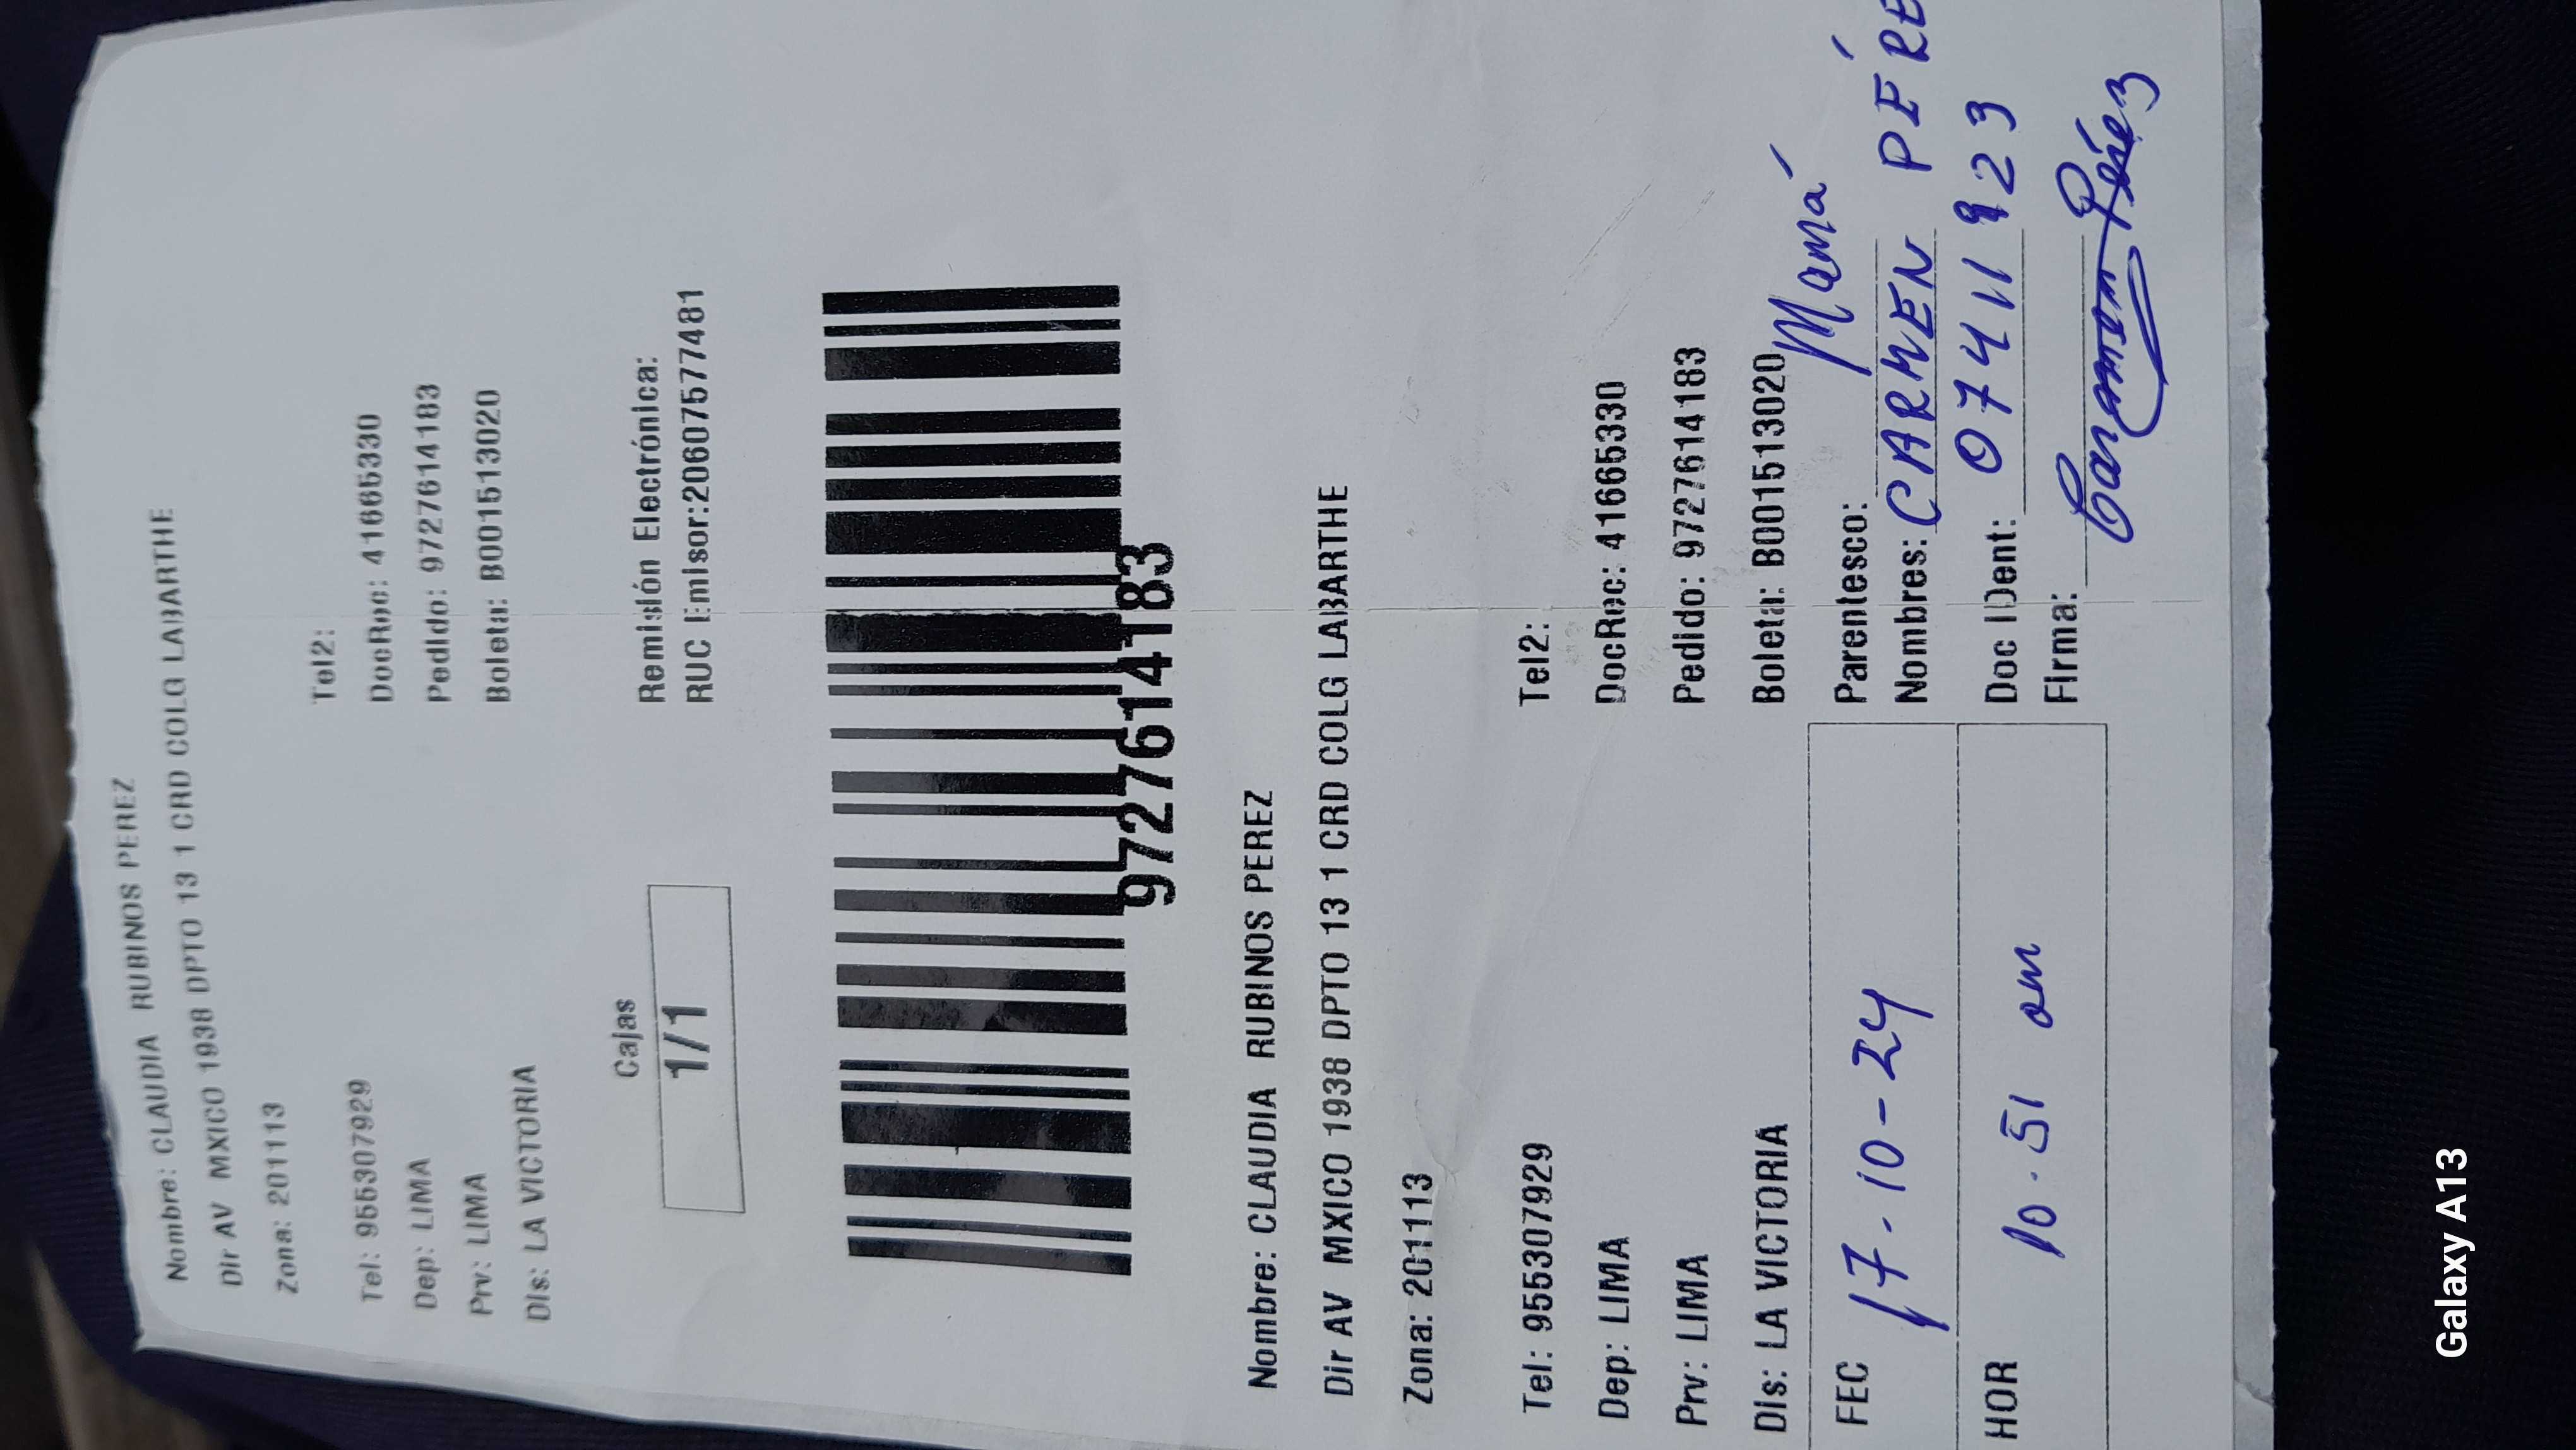 Nombre: CLAUDIA RUBINOS PEREZ
Dir AV MXICO 1938 DPTO 13 1 CRD COLG LABARTHE
Zona: 201113
Tel: 955307929 Tel2:
Dep: LIMA DocRec: 41665330
Prv: LIMA Pedido: 9727614183
Dis: LA VICTORIA Boleta: B001513020
Cajas Remisión Electrónica:
1/1 RUC Emisor:20607577481
9727614183
Nombre: CLAUDIA RUBINOS PEREZ
Dir AV MXICO 1938 DPTO 13 1 CRD COLG LABARTHE
Zona: 201113
Tel: 955307929 Tel2:
Dep: LIMA DocRec: 41665330
Prv: LIMA Pedido: 9727614183
Dis: LA VICTORIA Boleta: B001513020
FEC 17-10-24 Parentesco: Mamá
Nombres: CARMEN PÉRE
HOR 10.51 am Doc IDent:
Firma: Carmen Pérez
Galaxy A13